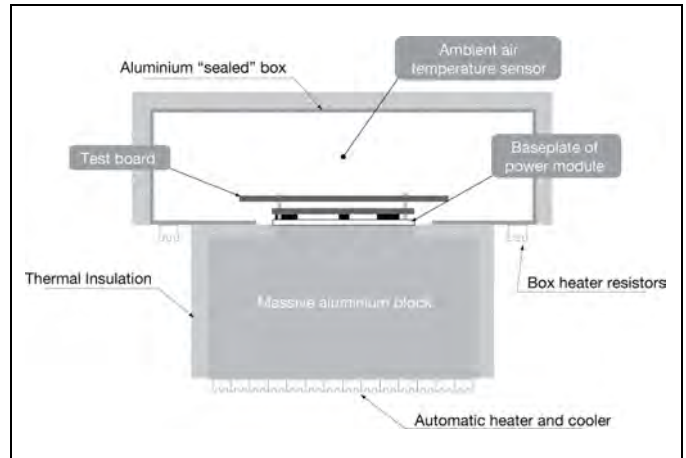 Ambient air
temperature sensor
Aluminium “sealed” box
Test board
Baseplate of
power module
Thermal Insulation
Box heater resistors
Massive aluminium block
Automatic heater and cooler